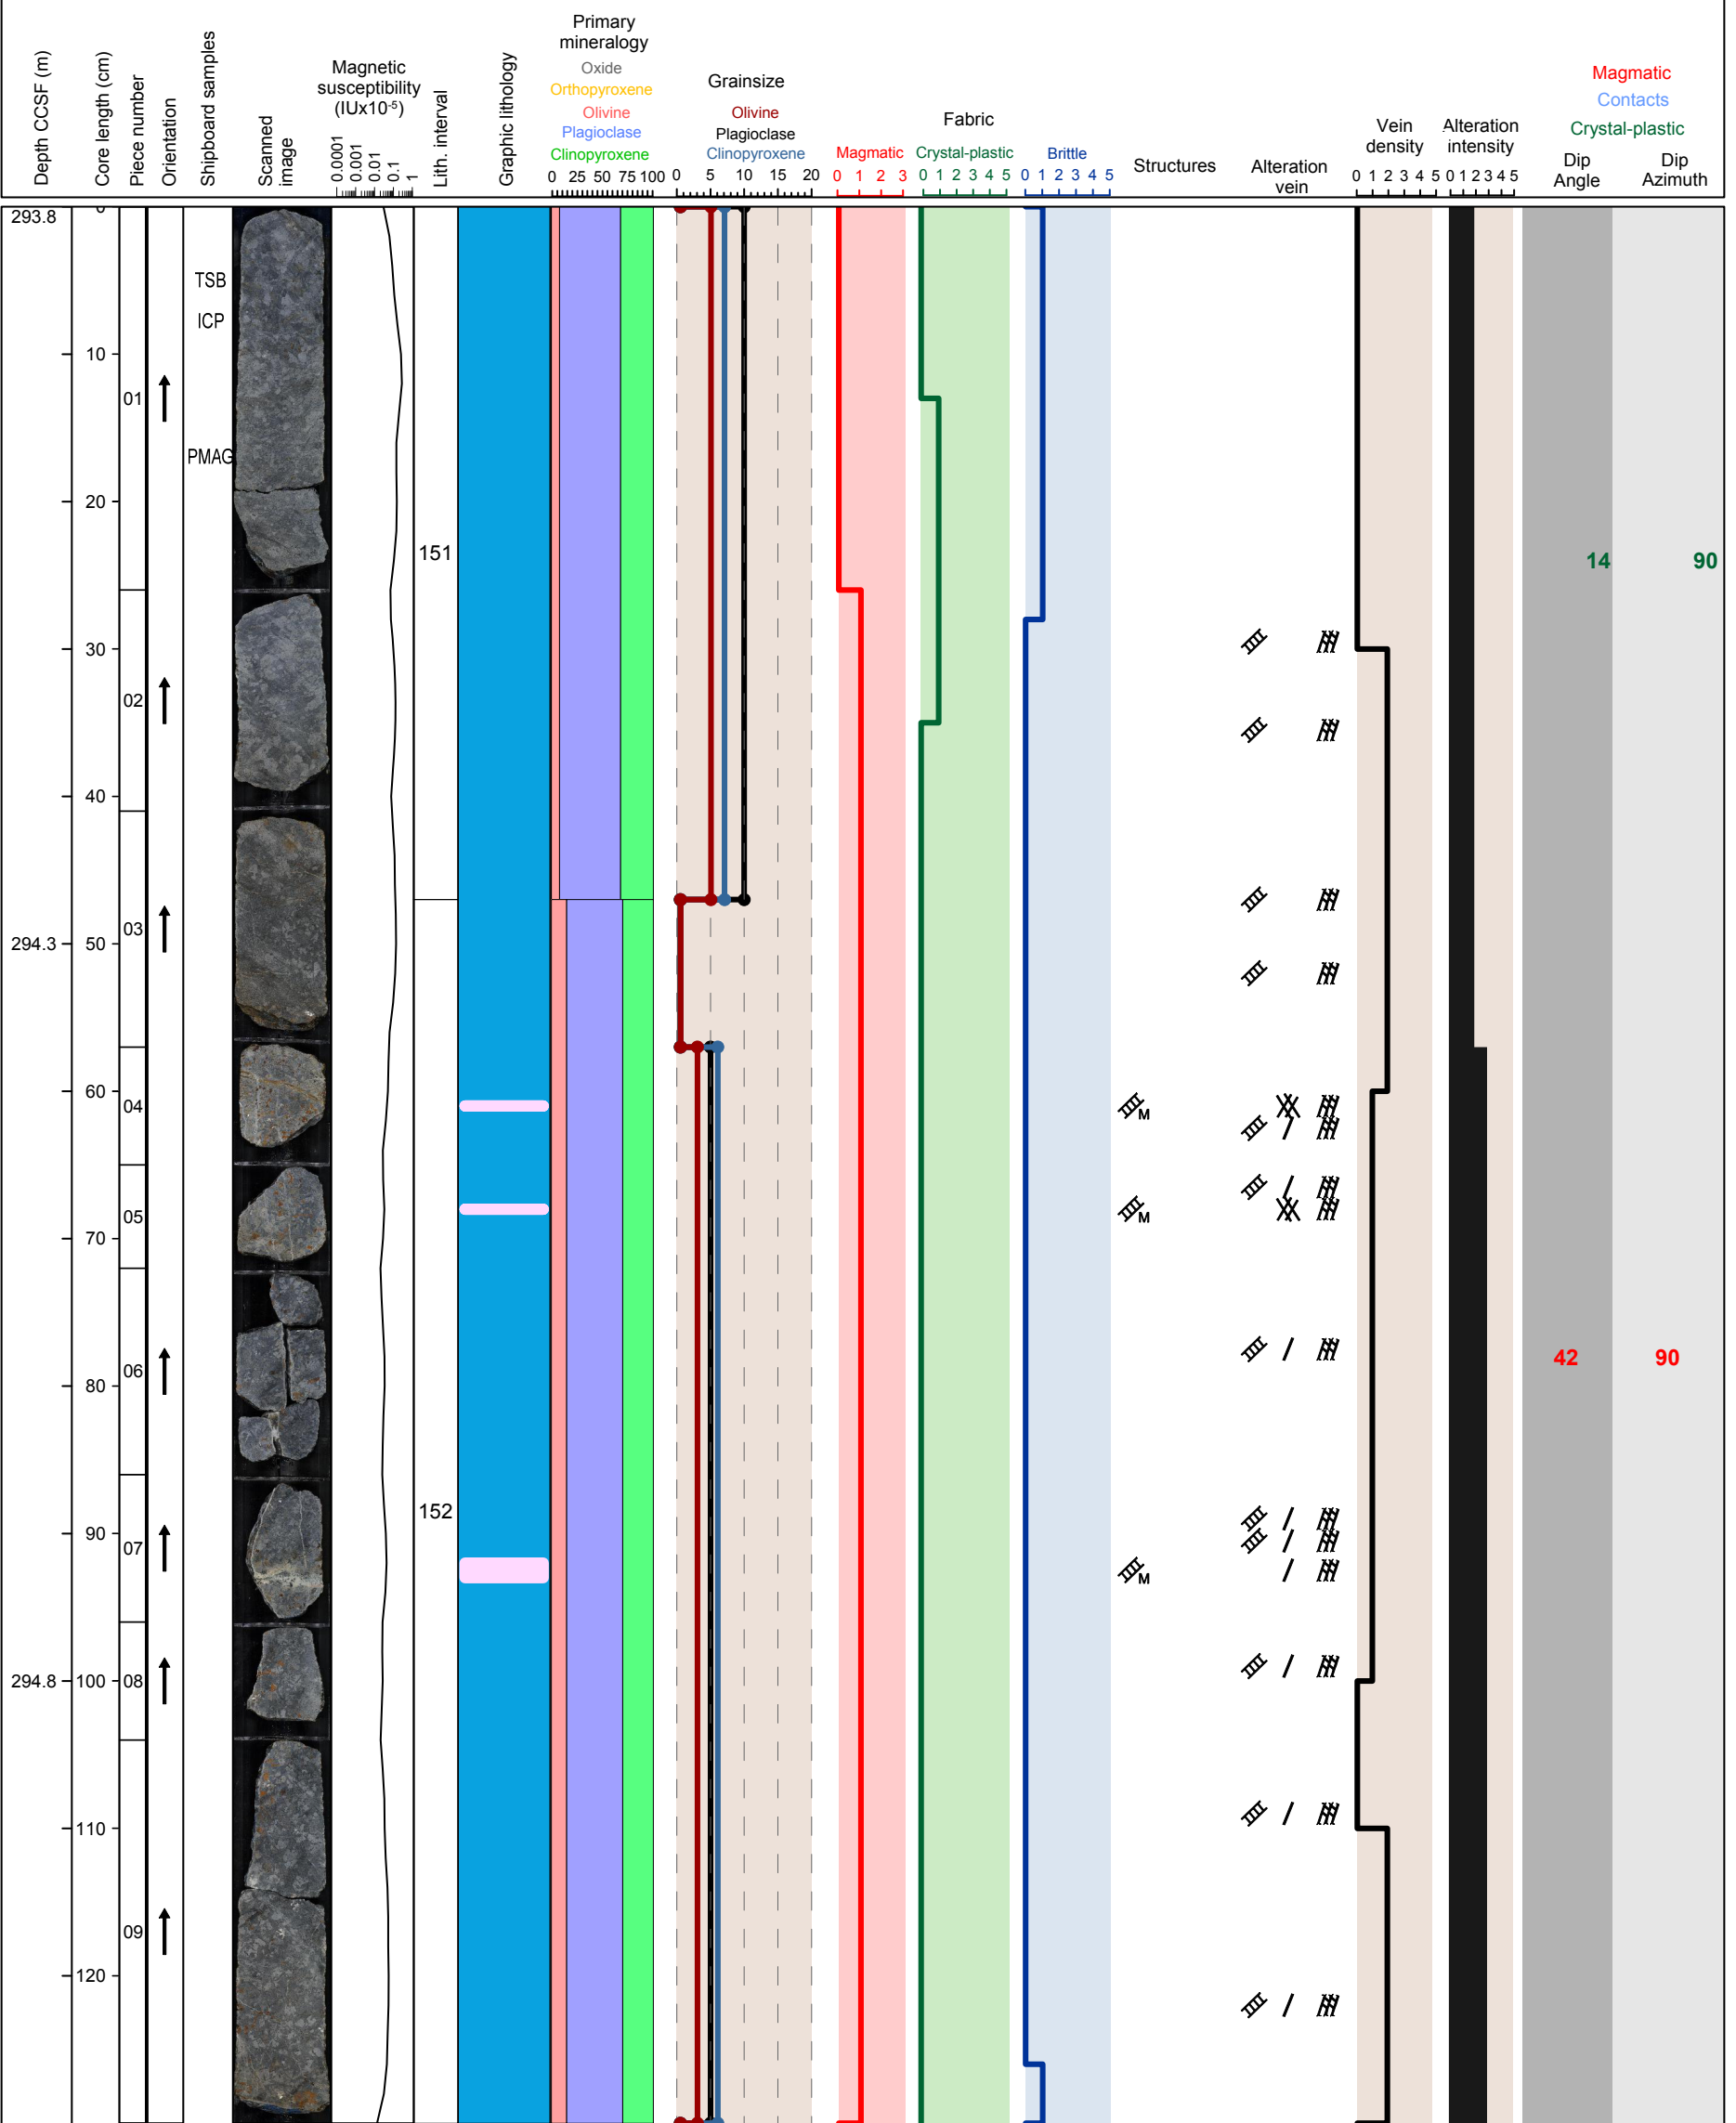 Depth CCSF (m)
Core length (cm)
Piece number
Orientation
Shipboard samples
Scanned
image
Magnetic
susceptibility
(IUx10-5)
0.0001
0.001
0.01
0.1
1
Lith. interval
Graphic lithology
Primary
mineralogy
Oxide
Orthopyroxene
Olivine
Plagioclase
Clinopyroxene
0 25 50 75 100
Grainsize
Olivine
Plagioclase
Clinopyroxene
0 5 10 15 20
Fabric
Magmatic
0 1 2 3
Crystal-plastic
0 1 2 3 4 5
Brittle
0 1 2 3 4 5
Structures
Alteration
vein
Vein
density
0 1 2 3 4 5
Alteration
intensity
0 1 2 3 4 5
Magmatic
Contacts
Crystal-plastic
Dip
Angle
Dip
Azimuth
293.8
0
TSB
ICP
10
01
PMAG
20
151
14 90
30
02
40
03
294.3
50
60
04
M
05
M
70
06
42 90
80
152
90
07
M
294.8
100
08
110
09
120